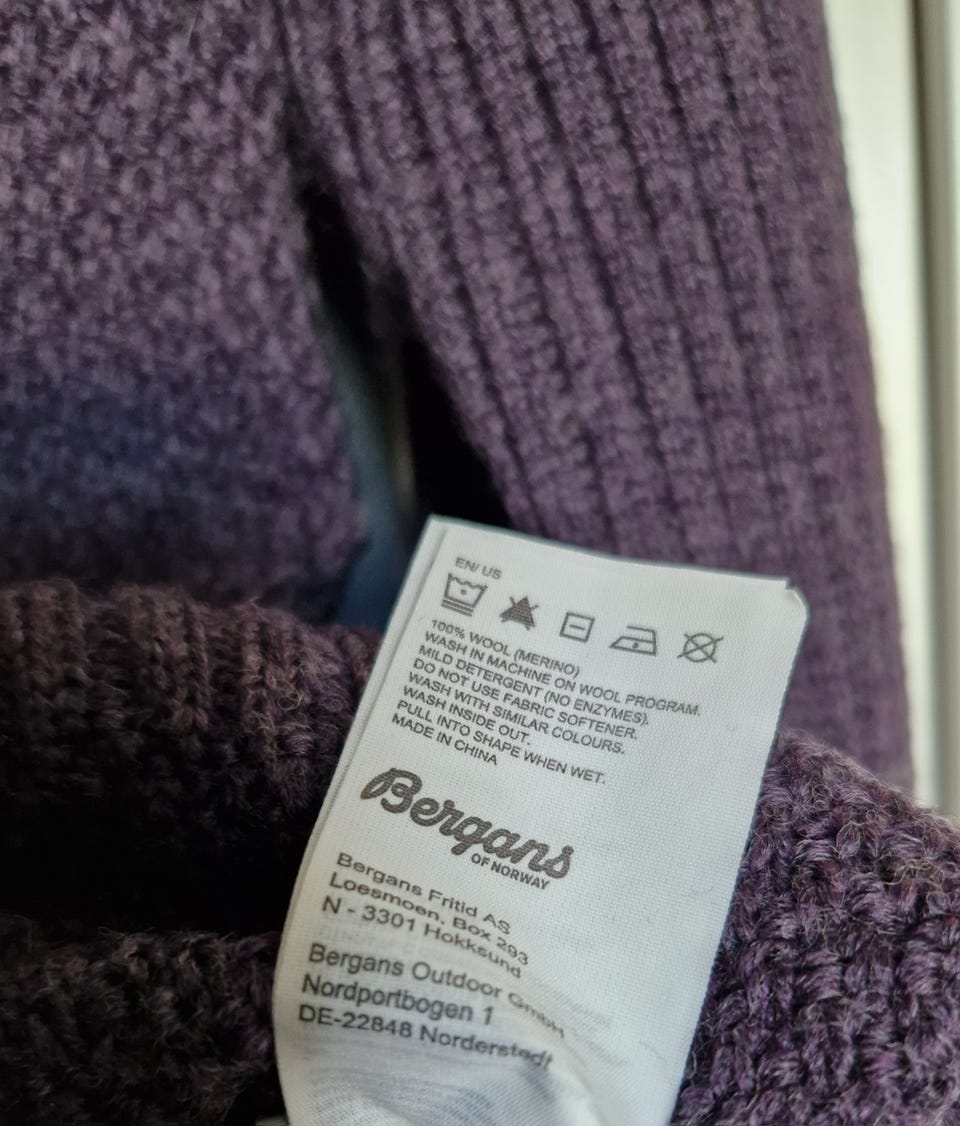 EN/ US
100% WOOL (MERINO)
WASH IN MACHINE ON WOOL PROGRAM.
MILD DETERGENT (NO ENZYMES).
DO NOT USE FABRIC SOFTENER.
WASH WITH SIMILAR COLOURS.
WASH INSIDE OUT.
PULL INTO SHAPE WHEN WET.
MADE IN CHINA
Bergans
OF NORWAY
Bergans Fritid AS
Loesmoen, Box 293
N - 3301 Hokksund
Bergans Outdoor GmbH
Nordportbogen 1
DE-22848 Norderstedt